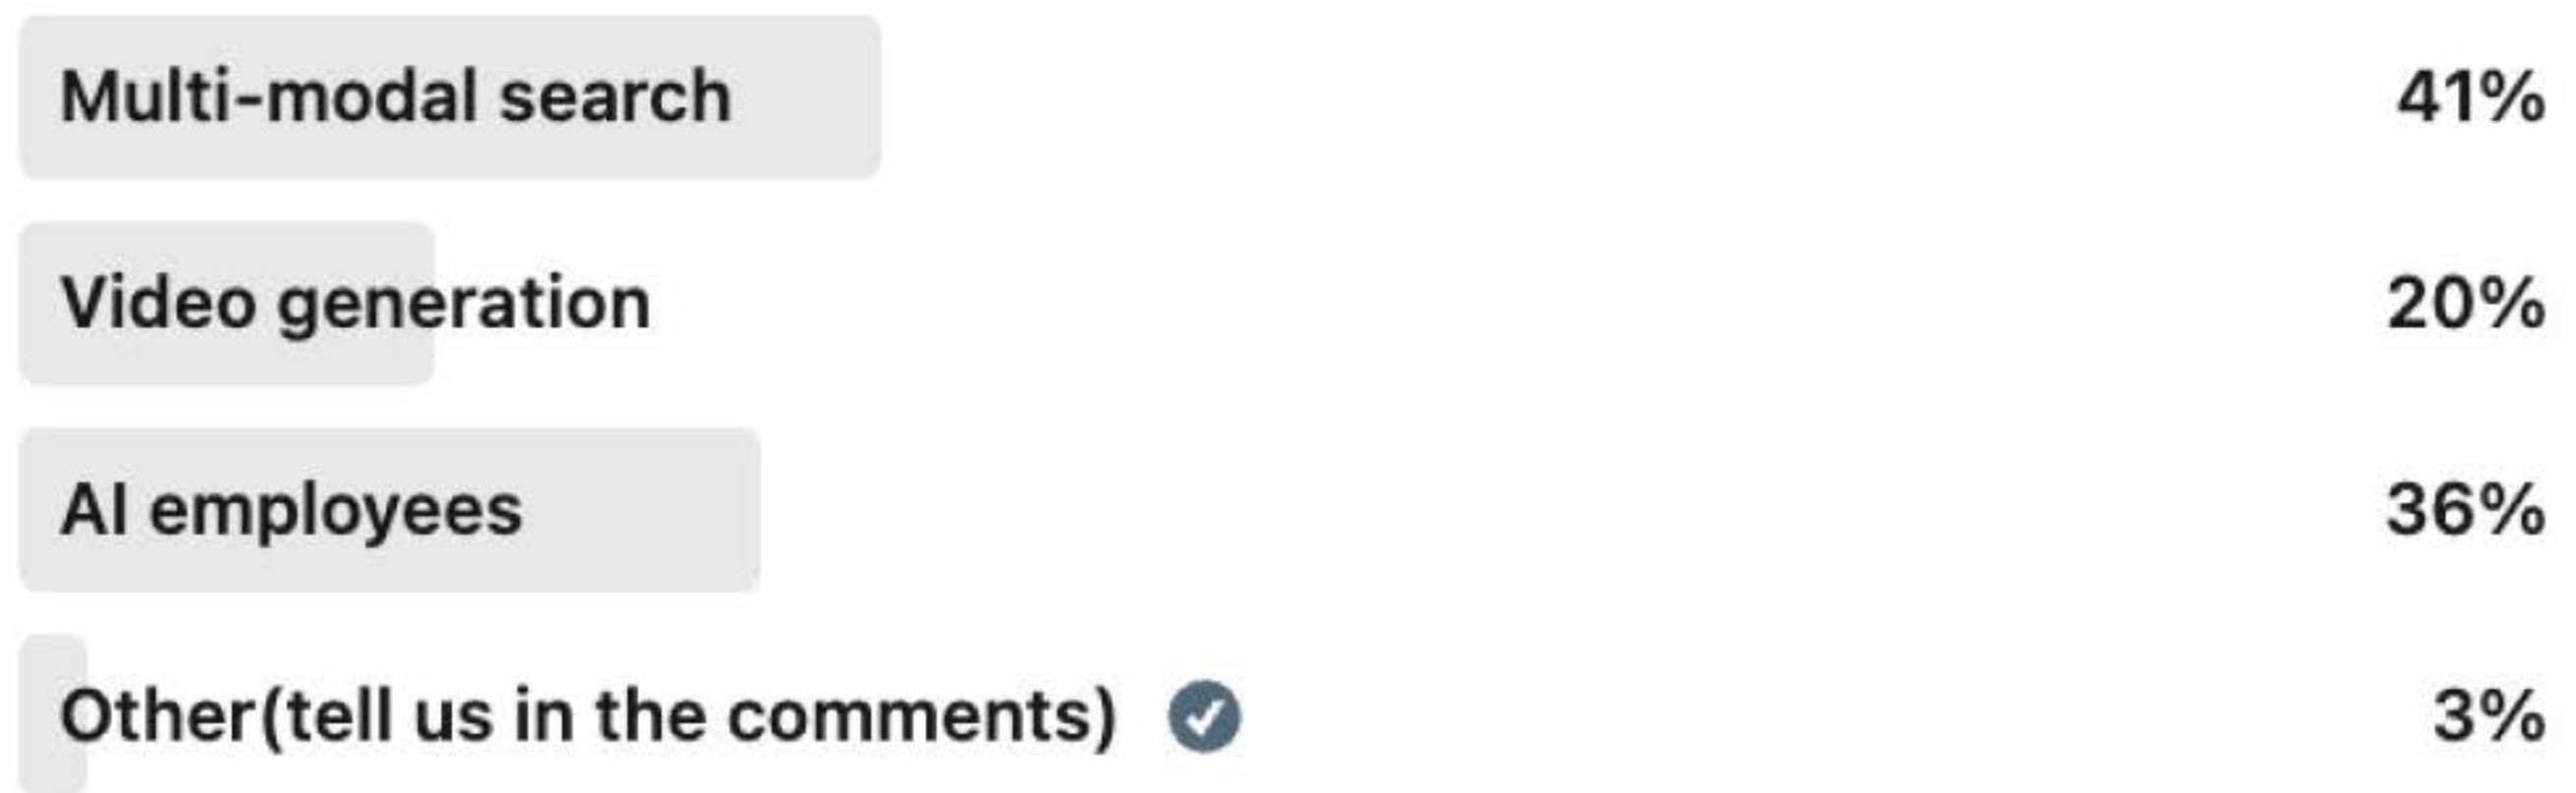 Multi-modal search 41%
Video generation 20%
AI employees 36%
Other(tell us in the comments) 3%